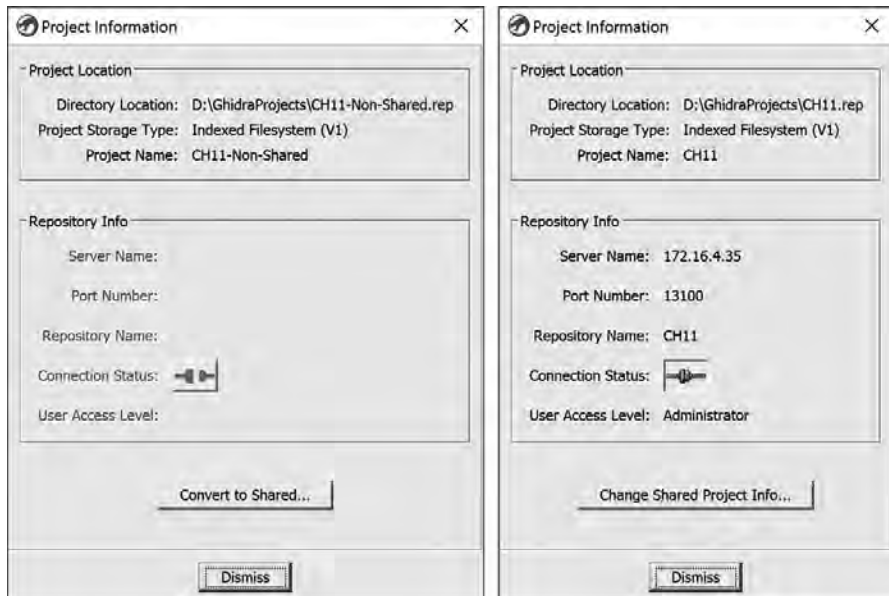 Project Information
Project Location
Directory Location: D:\GhidraProjects\CH11-Non-Shared.rep
Project Storage Type: Indexed Filesystem (V1)
Project Name: CH11-Non-Shared
Repository Info
Server Name:
Port Number:
Repository Name:
Connection Status:
User Access Level:
Convert to Shared...
Dismiss
Project Information
Project Location
Directory Location: D:\GhidraProjects\CH11.rep
Project Storage Type: Indexed Filesystem (V1)
Project Name: CH11
Repository Info
Server Name: 172.16.4.35
Port Number: 13100
Repository Name: CH11
Connection Status:
User Access Level: Administrator
Change Shared Project Info...
Dismiss